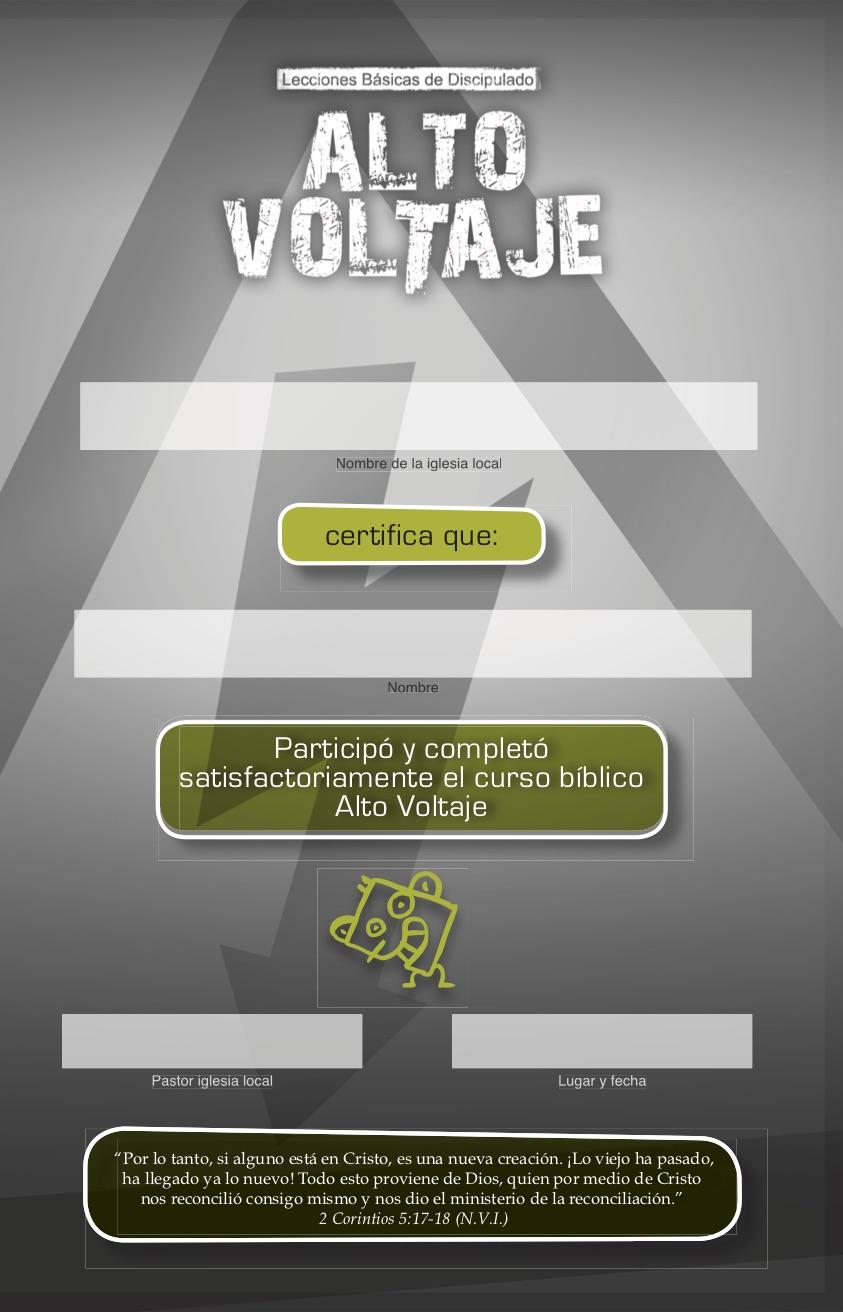 Lecciones Básicas de Discipulado
ALTO
VOLTAJE
Nombre de la iglesia local
certifica que:
Nombre
Participó y completó
satisfactoriamente el curso bíblico
Alto Voltaje
Pastor iglesia local
Lugar y fecha
“Por lo tanto, si alguno está en Cristo, es una nueva creación. ¡Lo viejo ha pasado,
ha llegado ya lo nuevo! Todo esto proviene de Dios, quien por medio de Cristo
nos reconcilió consigo mismo y nos dio el ministerio de la reconciliación.”
2 Corintios 5:17-18 (N.V.I.)